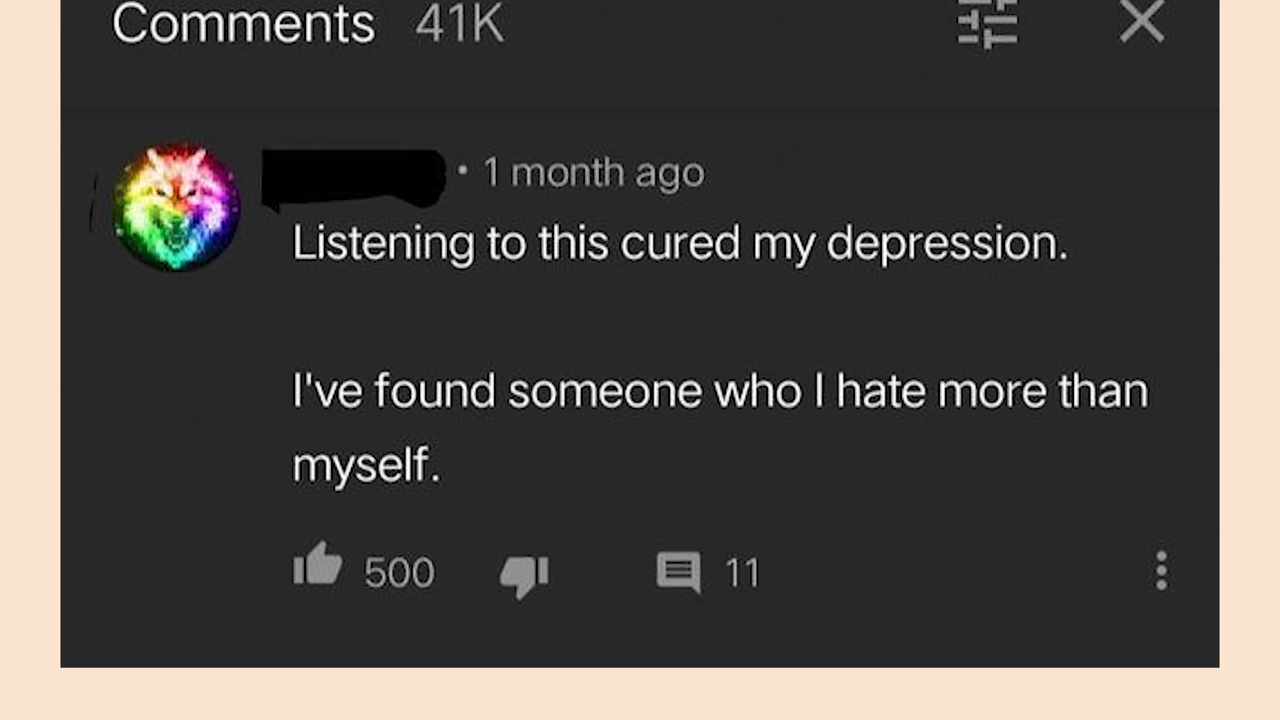 Comments 41K
• 1 month ago
Listening to this cured my depression.
I've found someone who I hate more than
myself.
500 11